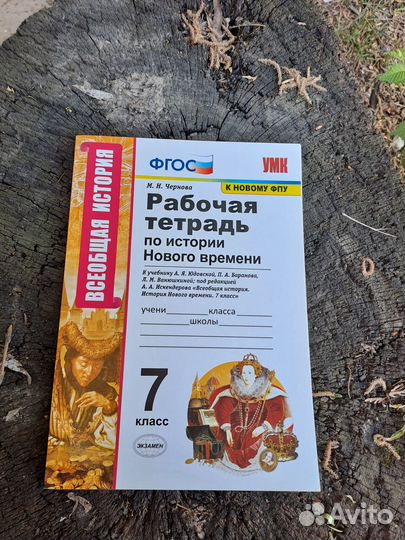 ВСЕОБЩАЯ ИСТОРИЯ
ФГОС
УМК
М. Н. Чернова
К НОВОМУ ФПУ
Рабочая
тетрадь
по истории
Нового времени
К учебнику А. Я. Юдовской, П. А. Баранова,
Л. М. Ванюшкиной; под редакцией
А. А. Искендерова «Всеобщая история.
История Нового времени. 7 класс»
учени класса
школы
7
класс
ЭКЗАМЕН
Avito